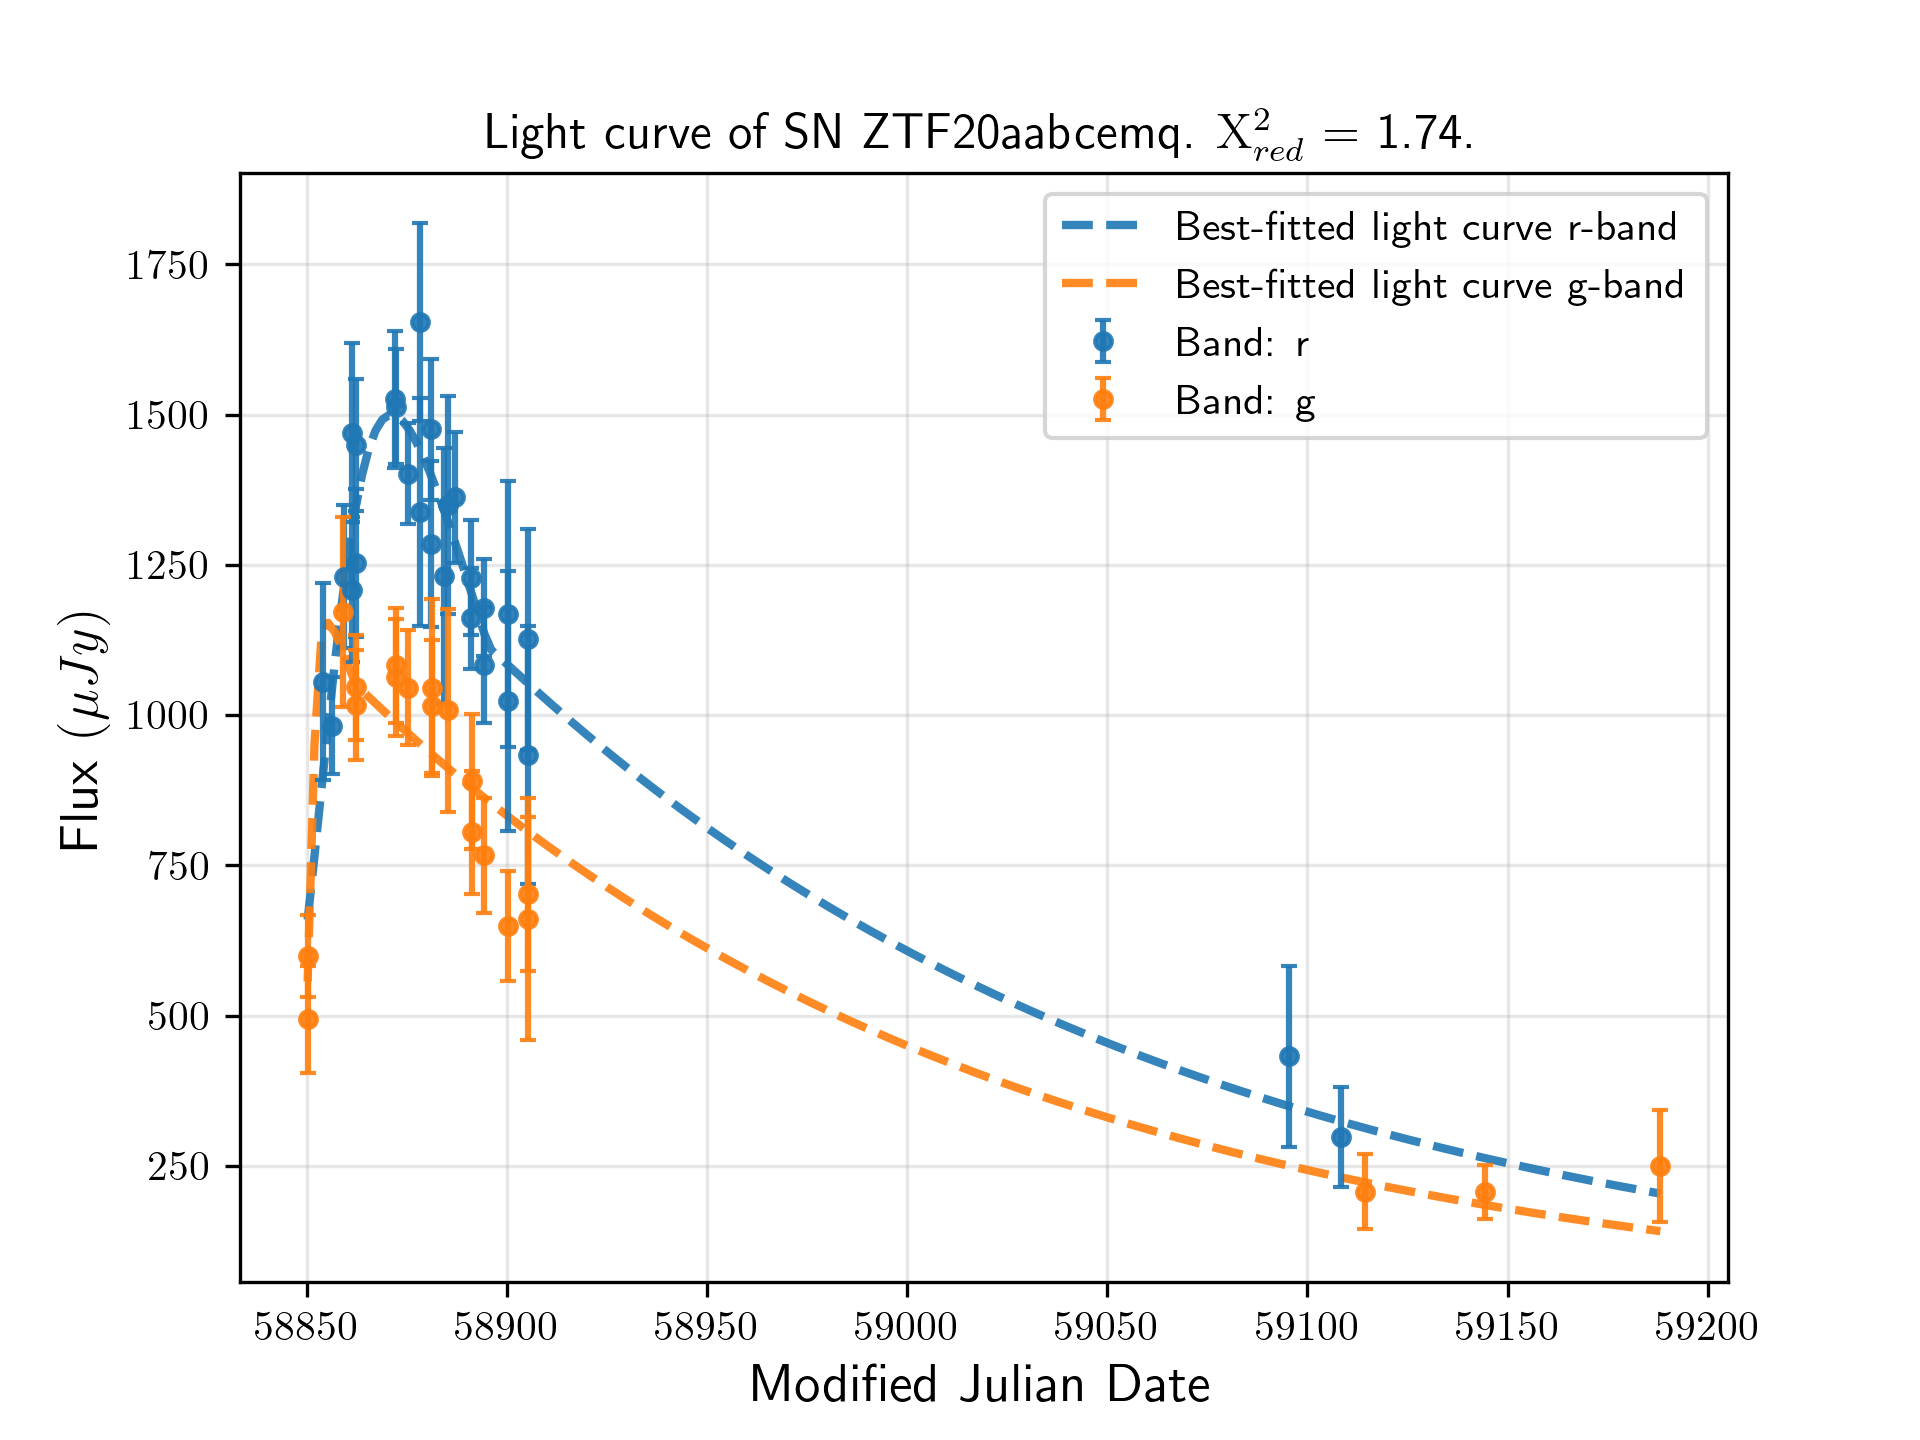 Light curve of SN ZTF20aabcemq. X²_red = 1.74.
Best-fitted light curve r-band
Best-fitted light curve g-band
Band: r
Band: g
Flux (μJy)
1750
1500
1250
1000
750
500
250
58850 58900 58950 59000 59050 59100 59150 59200
Modified Julian Date